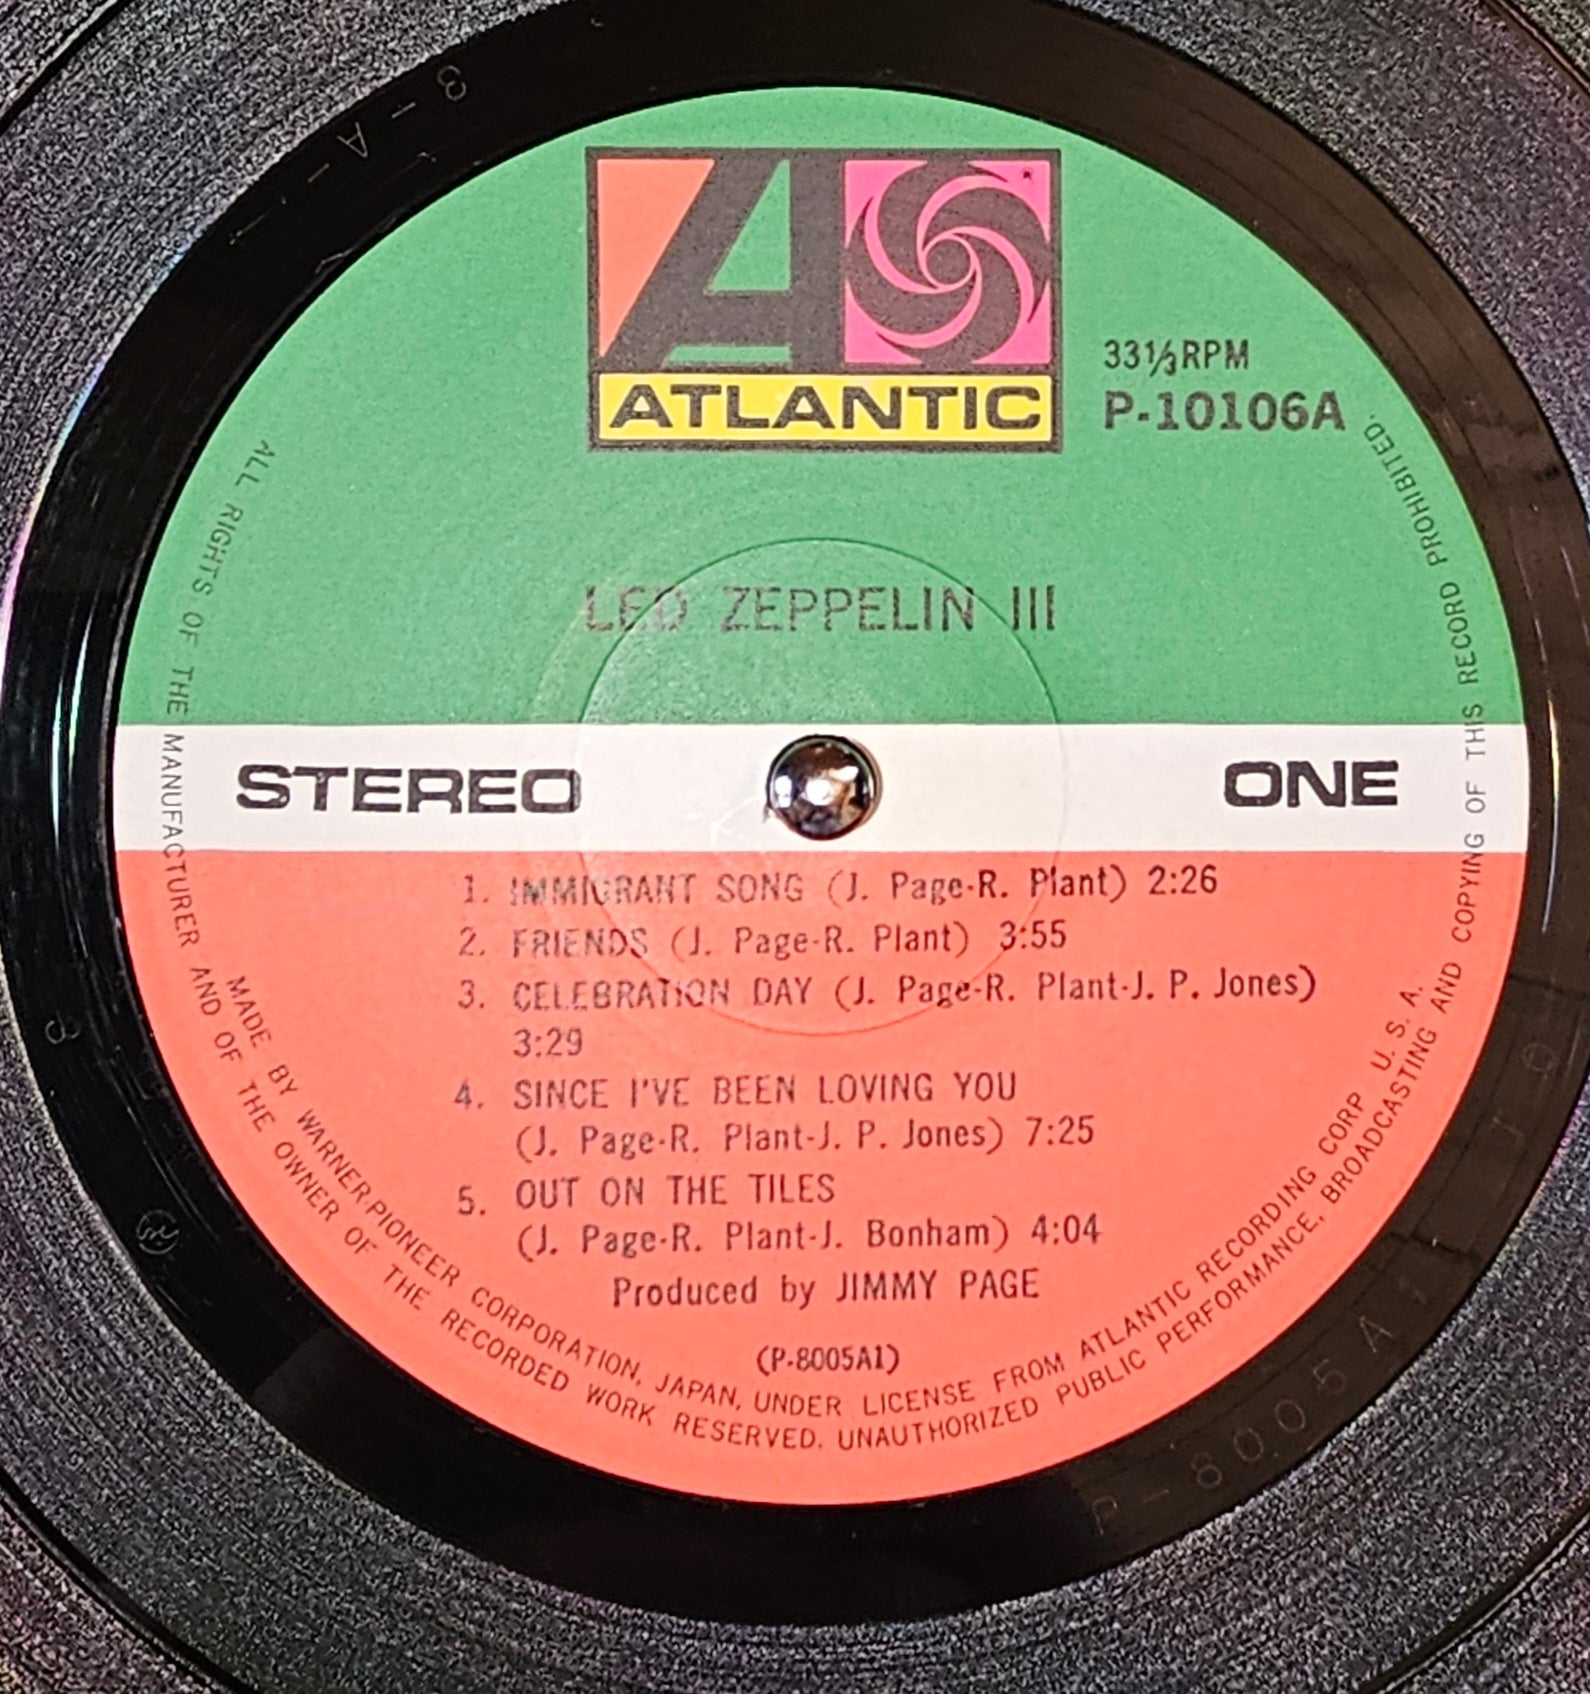 ATLANTIC
33⅓RPM
P-10106A
LED ZEPPELIN III
STEREO
ONE
1. IMMIGRANT SONG (J. Page-R. Plant) 2:26
2. FRIENDS (J. Page-R. Plant) 3:55
3. CELEBRATION DAY (J. Page-R. Plant-J. P. Jones)
3:29
4. SINCE I'VE BEEN LOVING YOU
(J. Page-R. Plant-J. P. Jones) 7:25
5. OUT ON THE TILES
(J. Page-R. Plant-J. Bonham) 4:04
Produced by JIMMY PAGE
(P-8005A1)
MADE BY WARNER-PIONEER CORPORATION, JAPAN, UNDER LICENSE FROM ATLANTIC RECORDING CORP. U. S. A.
ALL RIGHTS OF THE MANUFACTURER AND OF THE OWNER OF THE RECORDED WORK RESERVED. UNAUTHORIZED PUBLIC PERFORMANCE, BROADCASTING AND COPYING OF THIS RECORD PROHIBITED.
P-8005A1